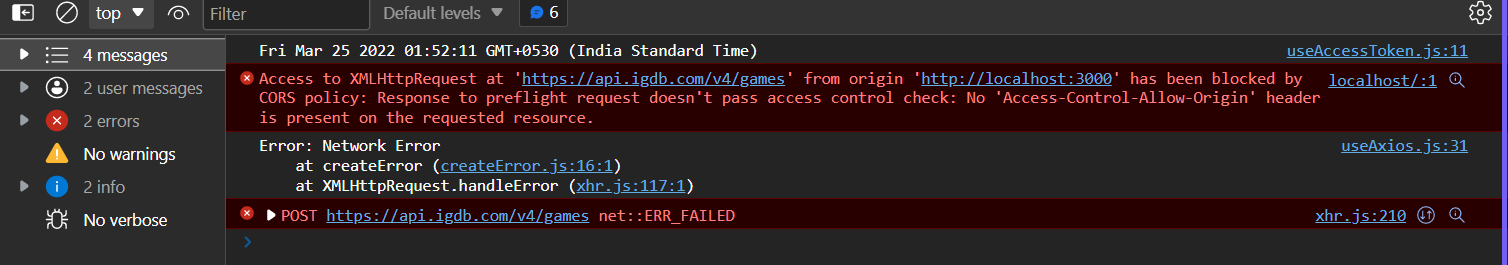 top Filter Default levels 6
4 messages
2 user messages
2 errors
No warnings
2 info
No verbose
Fri Mar 25 2022 01:52:11 GMT+0530 (India Standard Time) useAccessToken.js:11
Access to XMLHttpRequest at 'https://api.igdb.com/v4/games' from origin 'http://localhost:3000' has been blocked by localhost/:1
CORS policy: Response to preflight request doesn't pass access control check: No 'Access-Control-Allow-Origin' header
is present on the requested resource.
Error: Network Error useAxios.js:31
at createError (createError.js:16:1)
at XMLHttpRequest.handleError (xhr.js:117:1)
POST https://api.igdb.com/v4/games net::ERR_FAILED xhr.js:210